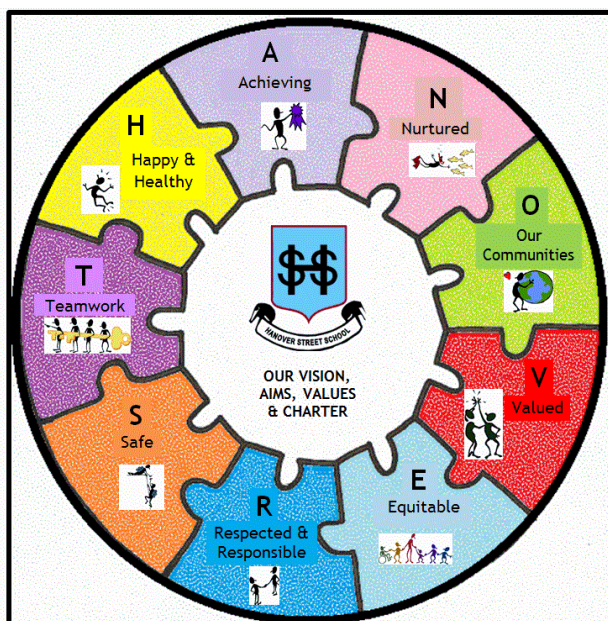 H
Happy &
Healthy
A
Achieving
N
Nurtured
O
Our
Communities
V
Valued
E
Equitable
R
Respected &
Responsible
S
Safe
T
Teamwork
HANOVER STREET SCHOOL
OUR VISION,
AIMS, VALUES
& CHARTER